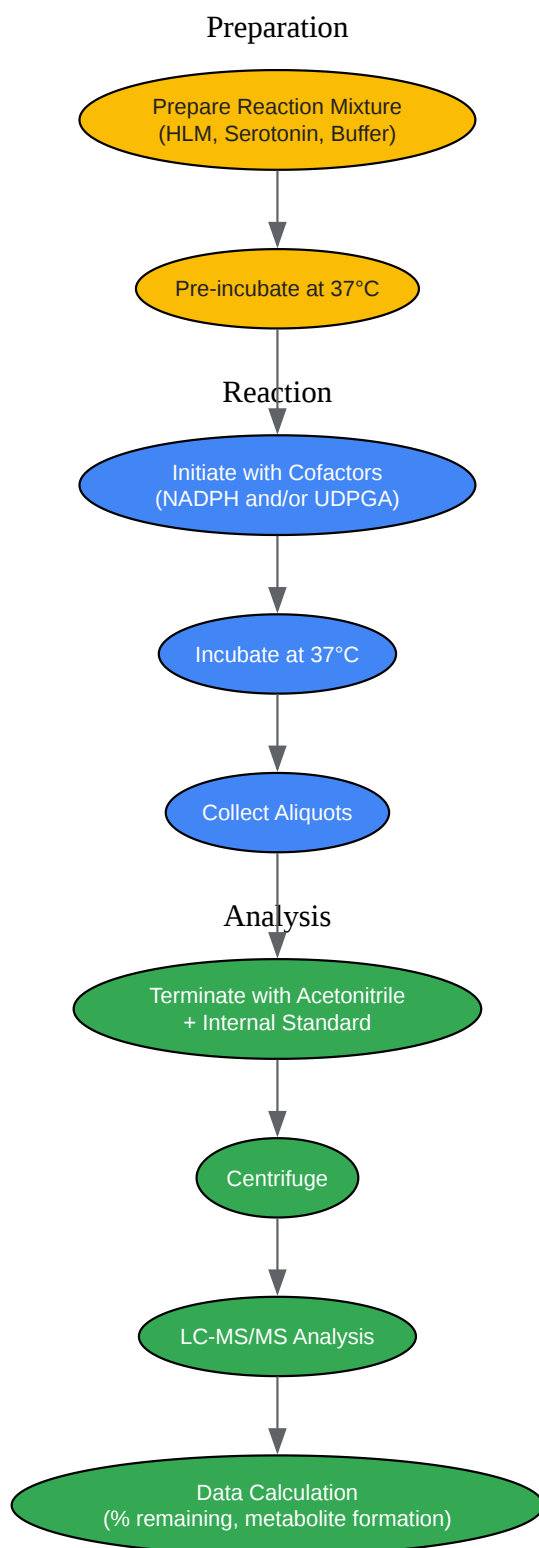 Preparation
Prepare Reaction Mixture
(HLM, Serotonin, Buffer)
Pre-incubate at 37°C
Reaction
Initiate with Cofactors
(NADPH and/or UDPGA)
Incubate at 37°C
Collect Aliquots
Analysis
Terminate with Acetonitrile
+ Internal Standard
Centrifuge
LC-MS/MS Analysis
Data Calculation
(% remaining, metabolite formation)